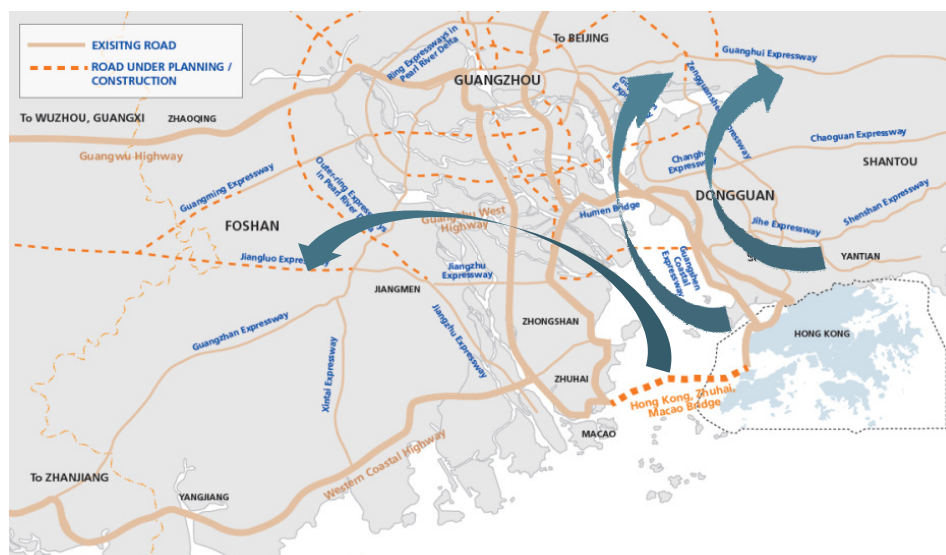 EXISITNG ROAD
ROAD UNDER PLANNING /
CONSTRUCTION
To BEIJING
Ring Expressways in
Pearl River Delta
Guanghui Expressway
GUANGZHOU
Zengguanshen Expressway
To WUZHOU, GUANGXI
ZHAOQING
Guangwu Highway
Chaoguan Expressway
SHANTOU
Expressway
Guangming Expressway
Outer-ring Expressways
in Pearl River Delta
DONGGUAN
Shenshan Expressway
Humen Bridge
Highway
FOSHAN
Jihe Expressway
Jiangluo Expressway
Jiangzhu
Expressway
Guangshen
Coastal
Expressway
YANTIAN
JIANGMEN
Guangzhan Expressway
Xintai Expressway
Jiangzhu Expressway
ZHONGSHAN
HONG KONG
ZHUHAI
Hong Kong, Zhuhai,
Macao Bridge
MACAO
Western Coastal Highway
To ZHANJIANG
YANGJIANG